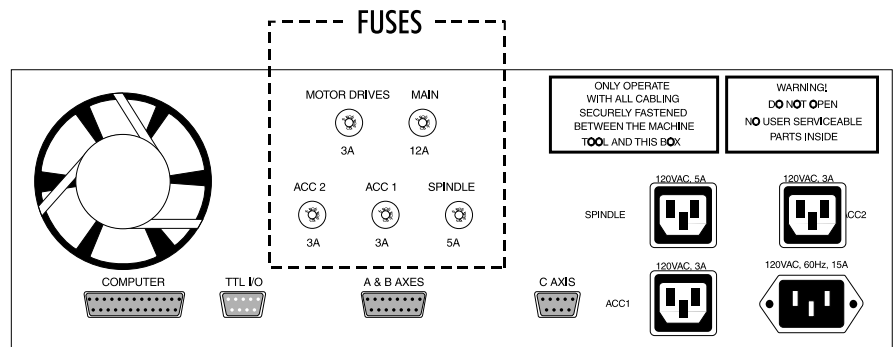 FUSES
MOTOR DRIVES
MAIN
3A
12A
ACC 2
ACC 1
SPINDLE
3A
3A
5A
ONLY OPERATE
WITH ALL CABLING
SECURELY FASTENED
BETWEEN THE MACHINE
TOOL AND THIS BOX
WARNING!
DO NOT OPEN
NO USER SERVICEABLE
PARTS INSIDE
120VAC, 5A
SPINDLE
120VAC, 3A
ACC2
120VAC, 3A
ACC1
120VAC, 60Hz, 15A
COMPUTER
TTL I/O
A & B AXES
C AXIS